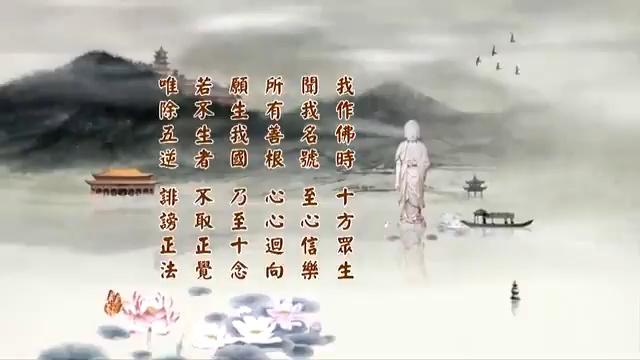 我作佛時 十方眾生
聞我名號 至心信樂
所有善根 心心迴向
願生我國 乃至十念
若不生者 不取正覺
唯除五逆 誹謗正法